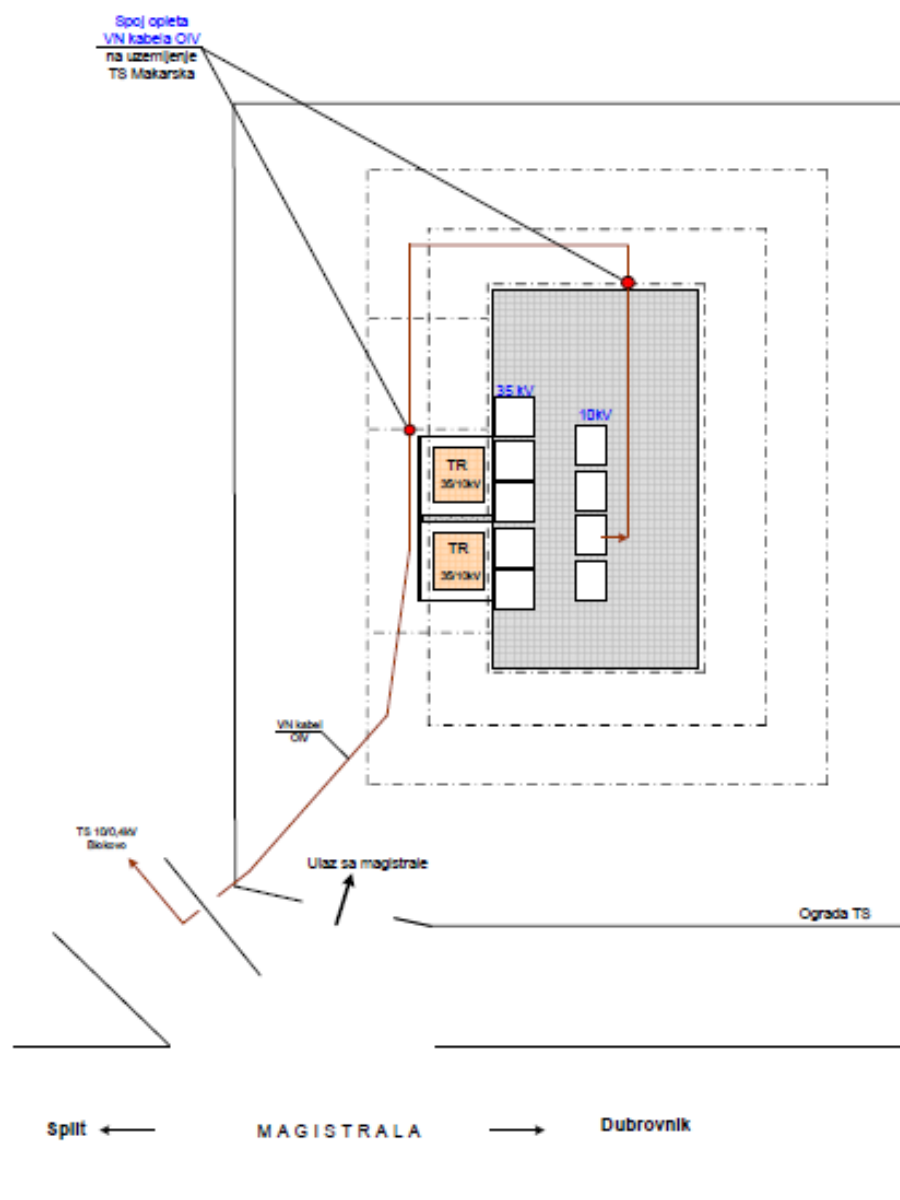 Spoj opleta
VN kabela OIV
na uzemljenje
TS Makarska
35 kV
10kV
TR
35/10kV
TR
35/10kV
VN kabel
OIV
TS 10/0,4kV
Biokovo
Ulaz sa magistrale
Ograda TS
Split
MAGISTRALA
Dubrovnik